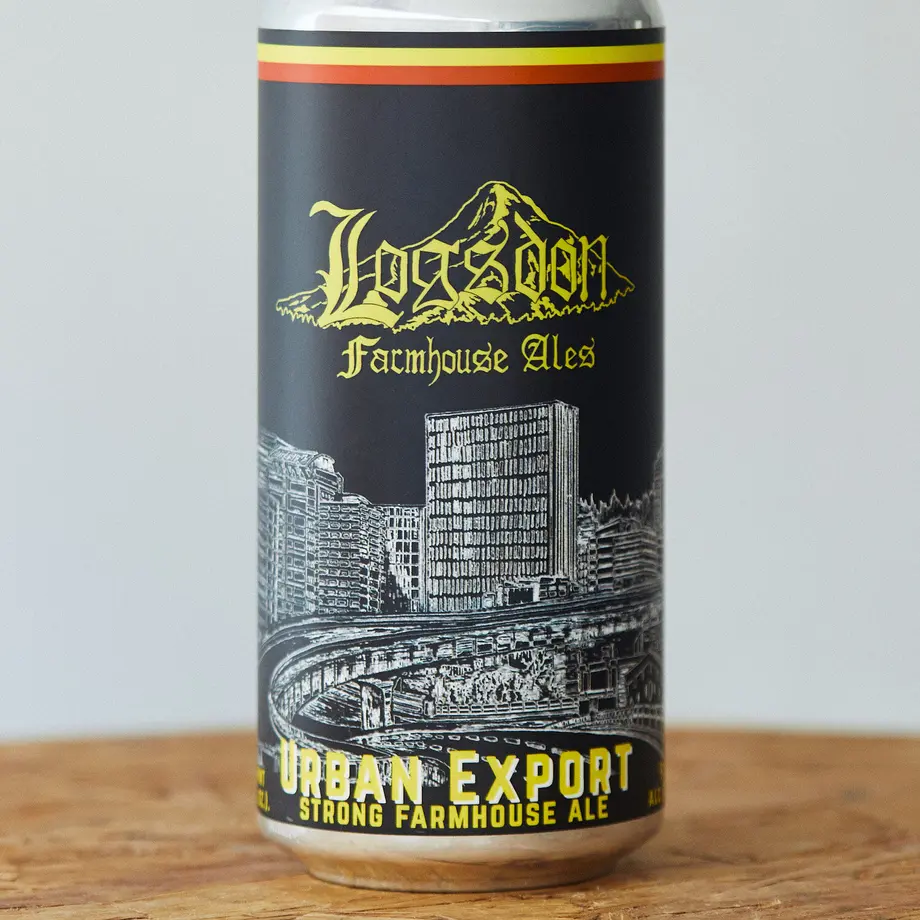 Logsdon
Farmhouse Ales
Urban Export
STRONG FARMHOUSE ALE